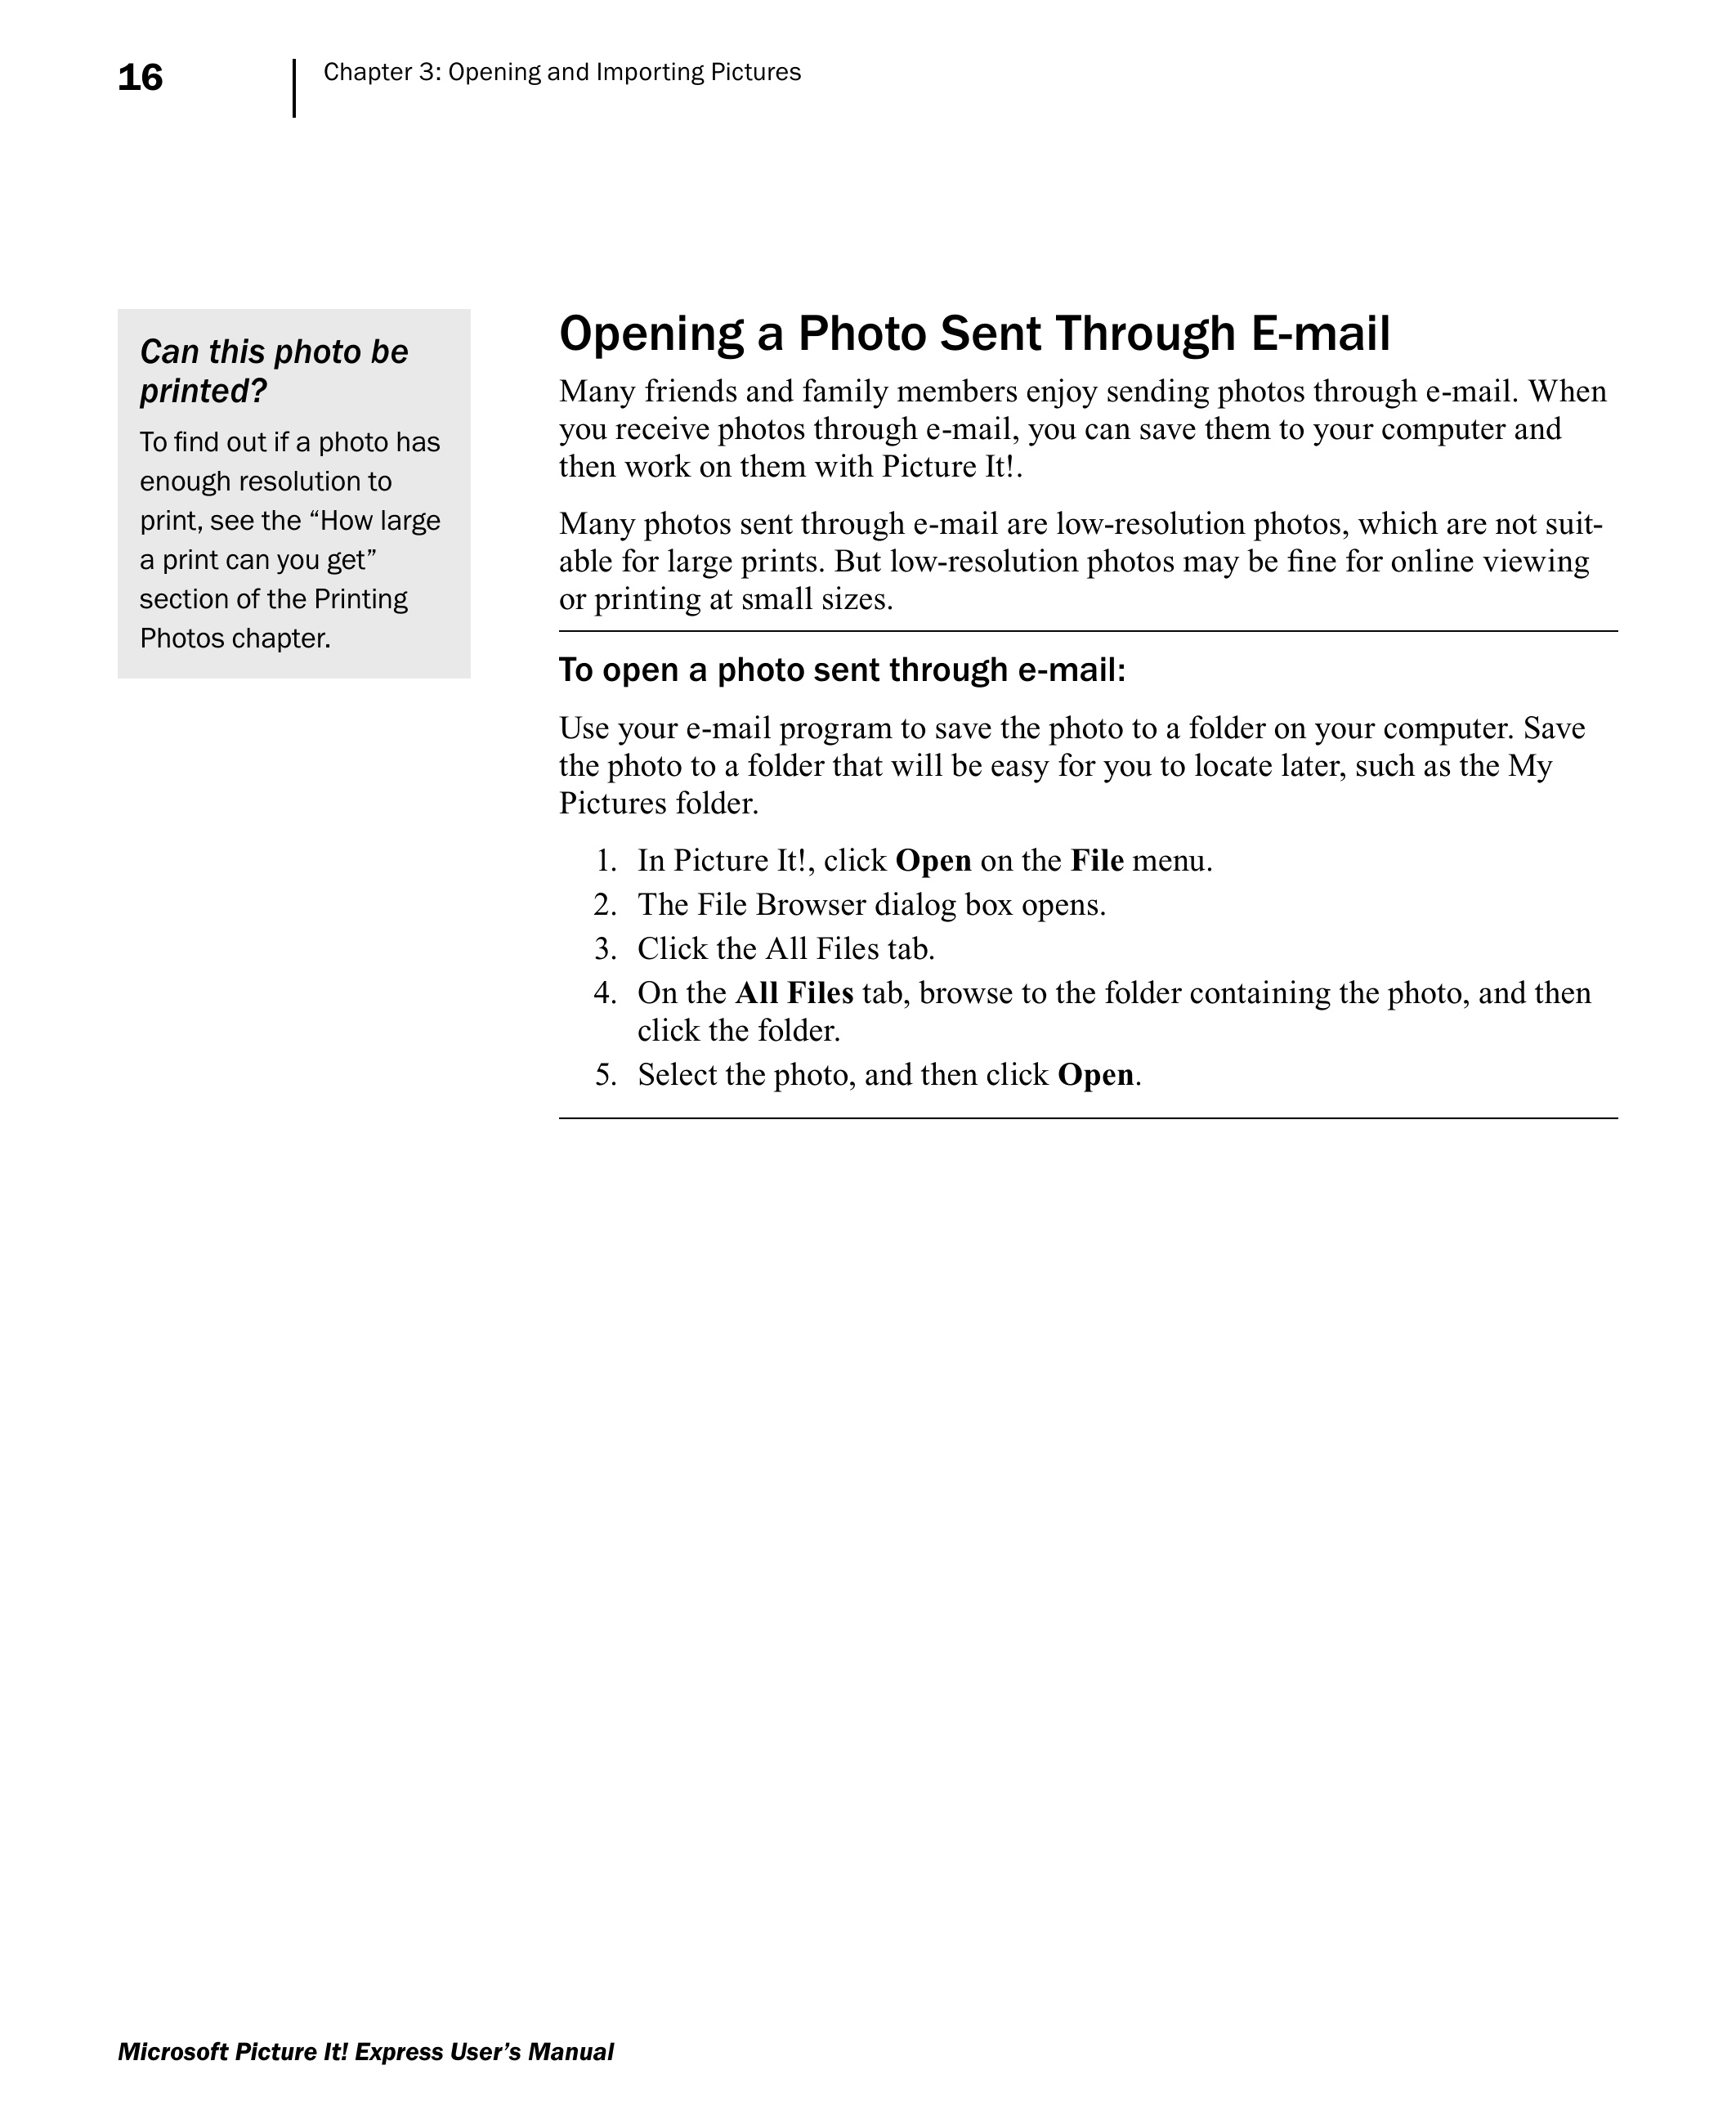 16
Chapter 3: Opening and Importing Pictures
Can this photo be
printed?
To find out if a photo has
enough resolution to
print, see the “How large
a print can you get”
section of the Printing
Photos chapter.
Opening a Photo Sent Through E-mail
Many friends and family members enjoy sending photos through e-mail. When
you receive photos through e-mail, you can save them to your computer and
then work on them with Picture It!.
Many photos sent through e-mail are low-resolution photos, which are not suit-
able for large prints. But low-resolution photos may be fine for online viewing
or printing at small sizes.
To open a photo sent through e-mail:
Use your e-mail program to save the photo to a folder on your computer. Save
the photo to a folder that will be easy for you to locate later, such as the My
Pictures folder.
1. In Picture It!, click Open on the File menu.
2. The File Browser dialog box opens.
3. Click the All Files tab.
4. On the All Files tab, browse to the folder containing the photo, and then
click the folder.
5. Select the photo, and then click Open.
Microsoft Picture It! Express User’s Manual